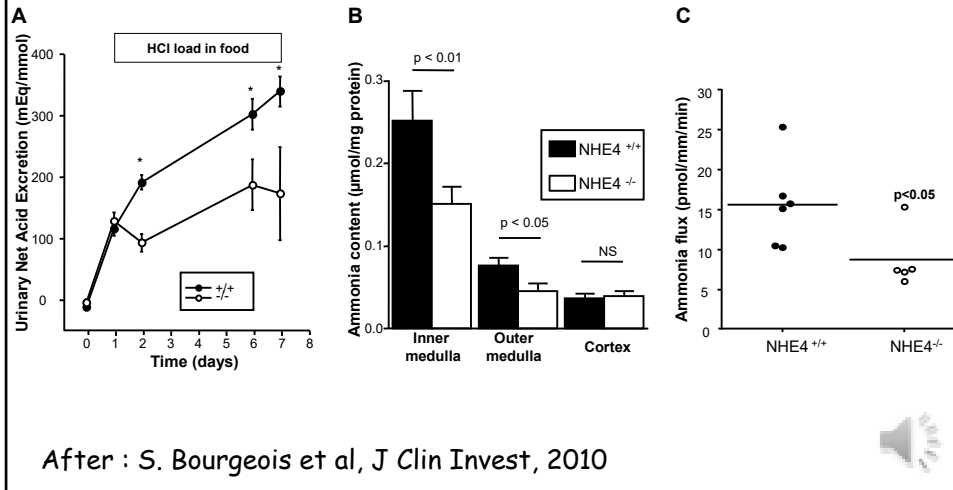 A
HCl load in food
Urinary Net Acid Excretion (mEq/mmol)
400
300
200
100
0
*
*
*
+/+
-/-
0 1 2 3 4 5 6 7 8
Time (days)
B
Ammonia content (µmol/mg protein)
0.3
0.2
0.1
0.0
p < 0.01
p < 0.05
NS
NHE4 +/+
NHE4 -/-
Inner medulla
Outer medulla
Cortex
C
Ammonia flux (pmol/mm/min)
30
25
20
15
10
5
0
p<0.05
NHE4 +/+
NHE4-/-
After : S. Bourgeois et al, J Clin Invest, 2010